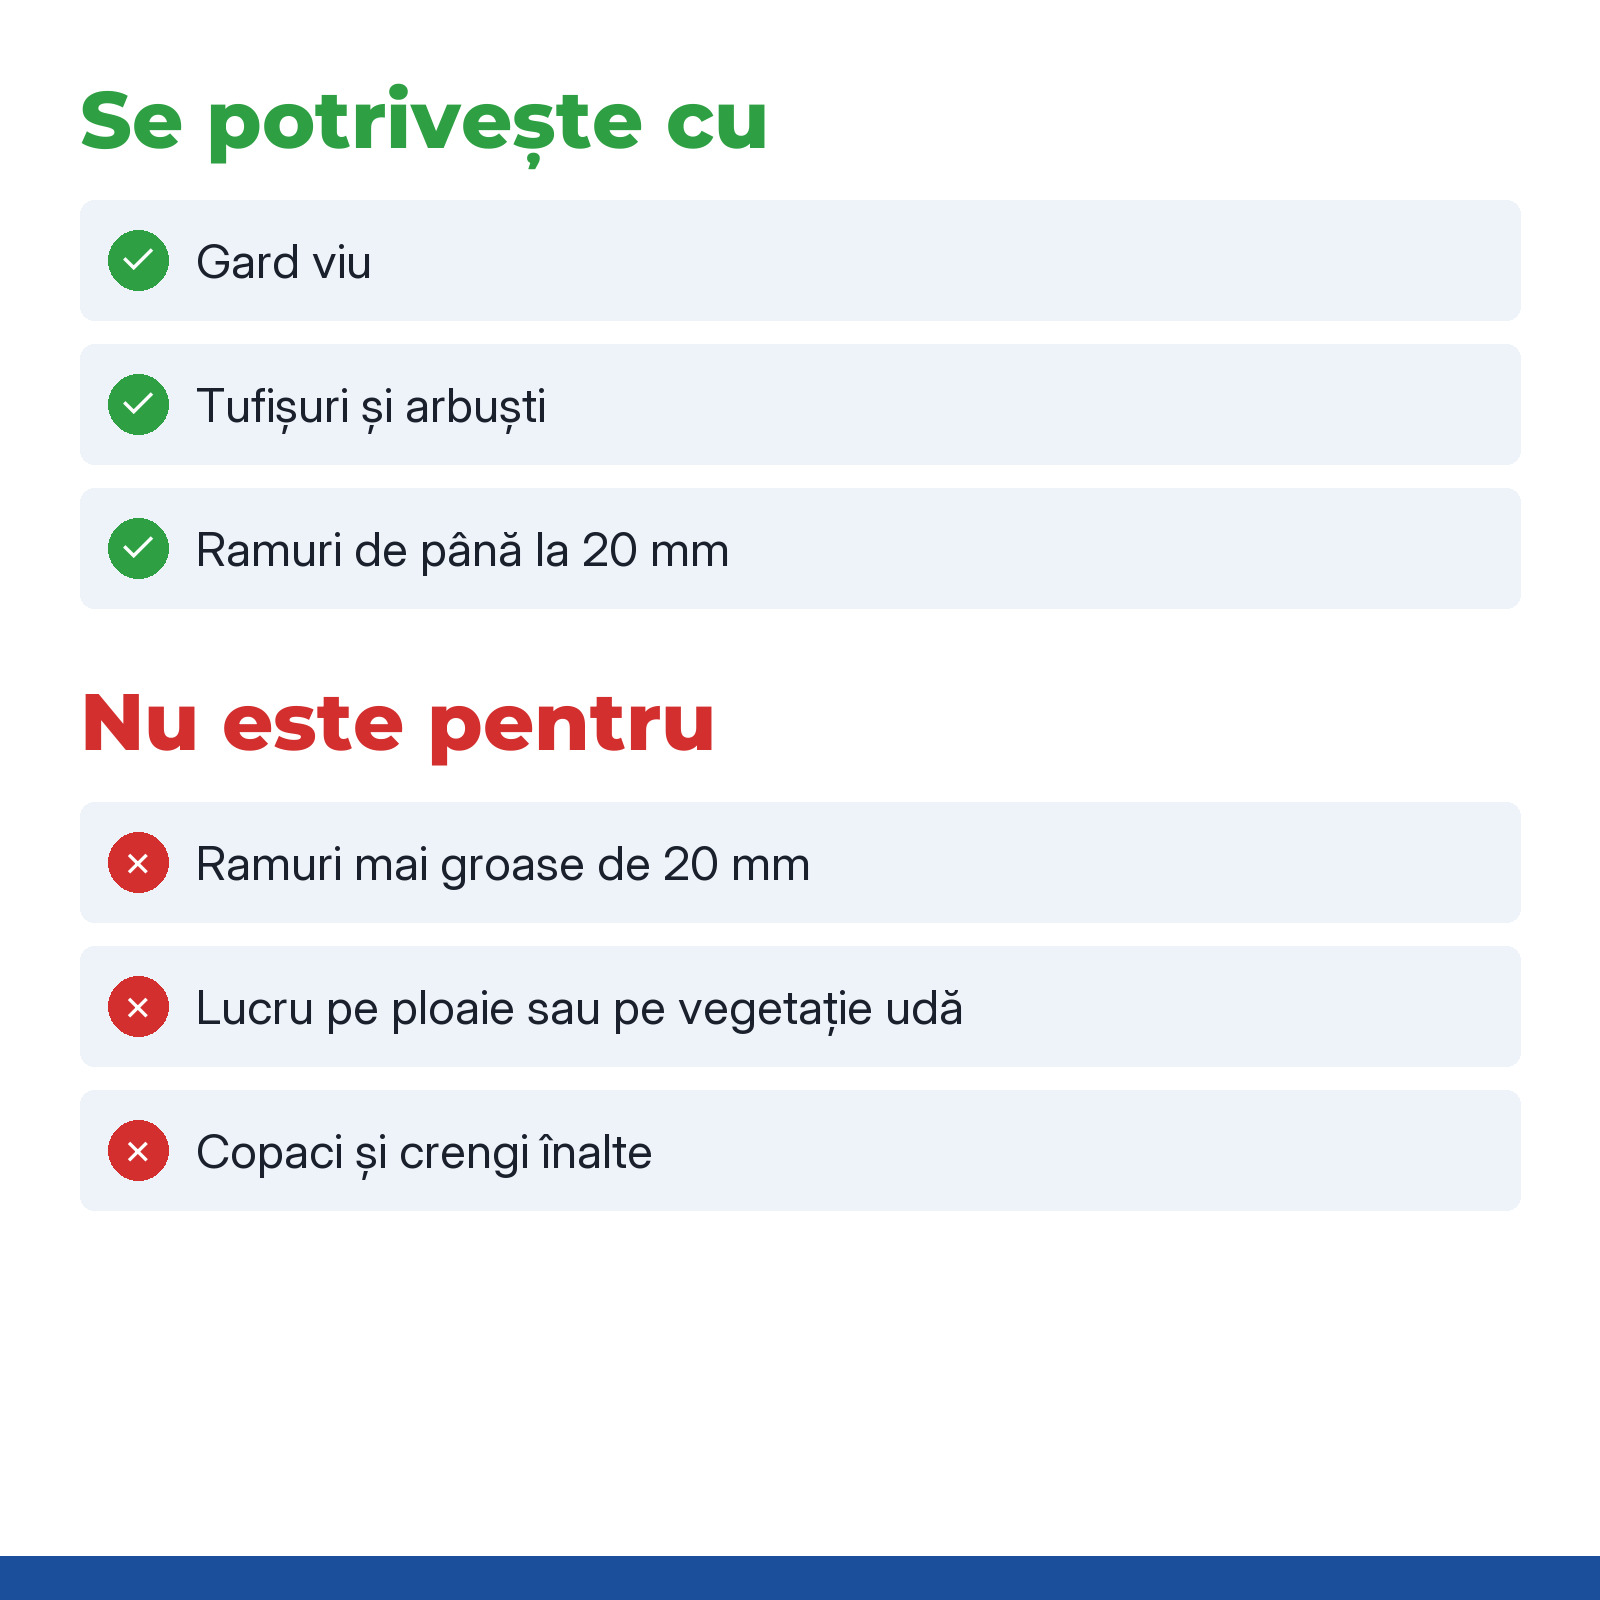 Se potrivește cu
Gard viu
Tufișuri și arbuști
Ramuri de până la 20 mm
Nu este pentru
Ramuri mai groase de 20 mm
Lucru pe ploaie sau pe vegetație udă
Copaci și crengi înalte